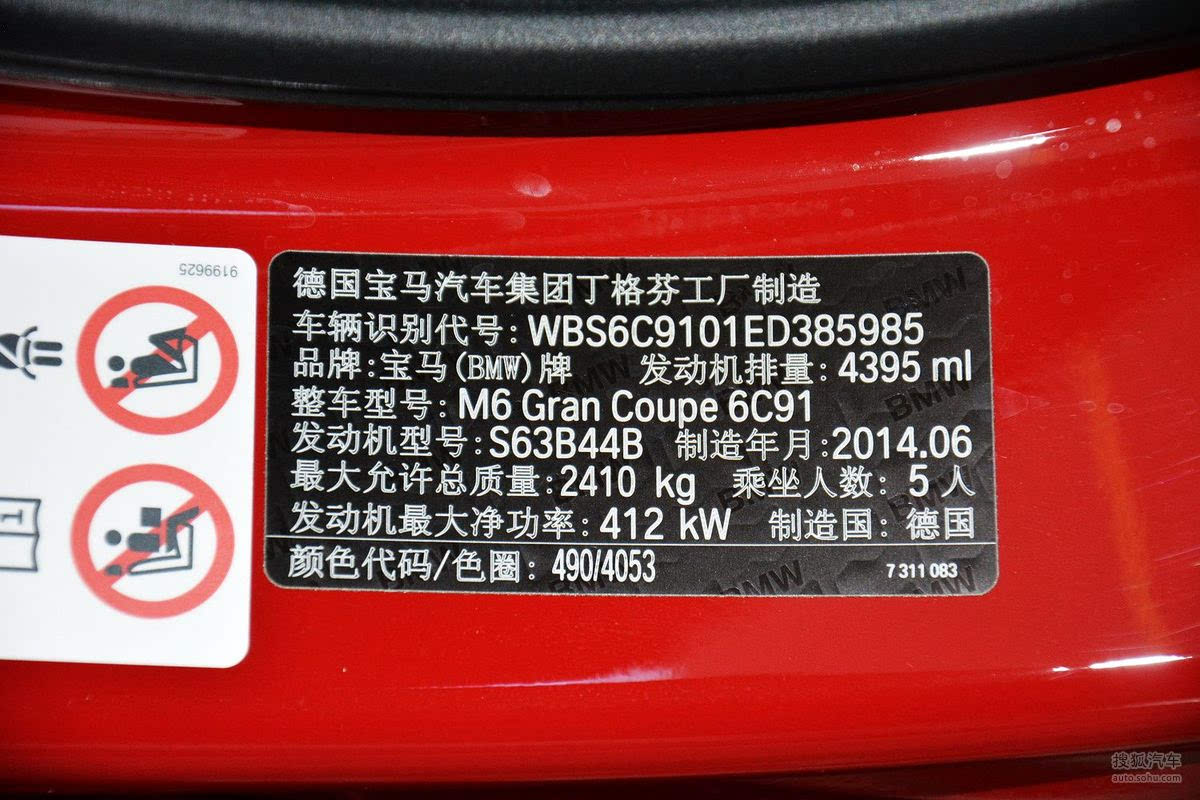 9199625
德国宝马汽车集团丁格芬工厂制造
车辆识别代号: WBS6C9101ED385985
品牌: 宝马(BMW)牌 发动机排量: 4395 ml
整车型号: M6 Gran Coupe 6C91
发动机型号: S63B44B 制造年月: 2014.06
最大允许总质量: 2410 kg 乘坐人数: 5 人
发动机最大净功率: 412 kW 制造国: 德国
颜色代码/色圈: 490/4053 7 311 083
搜狐汽车
auto.sohu.com